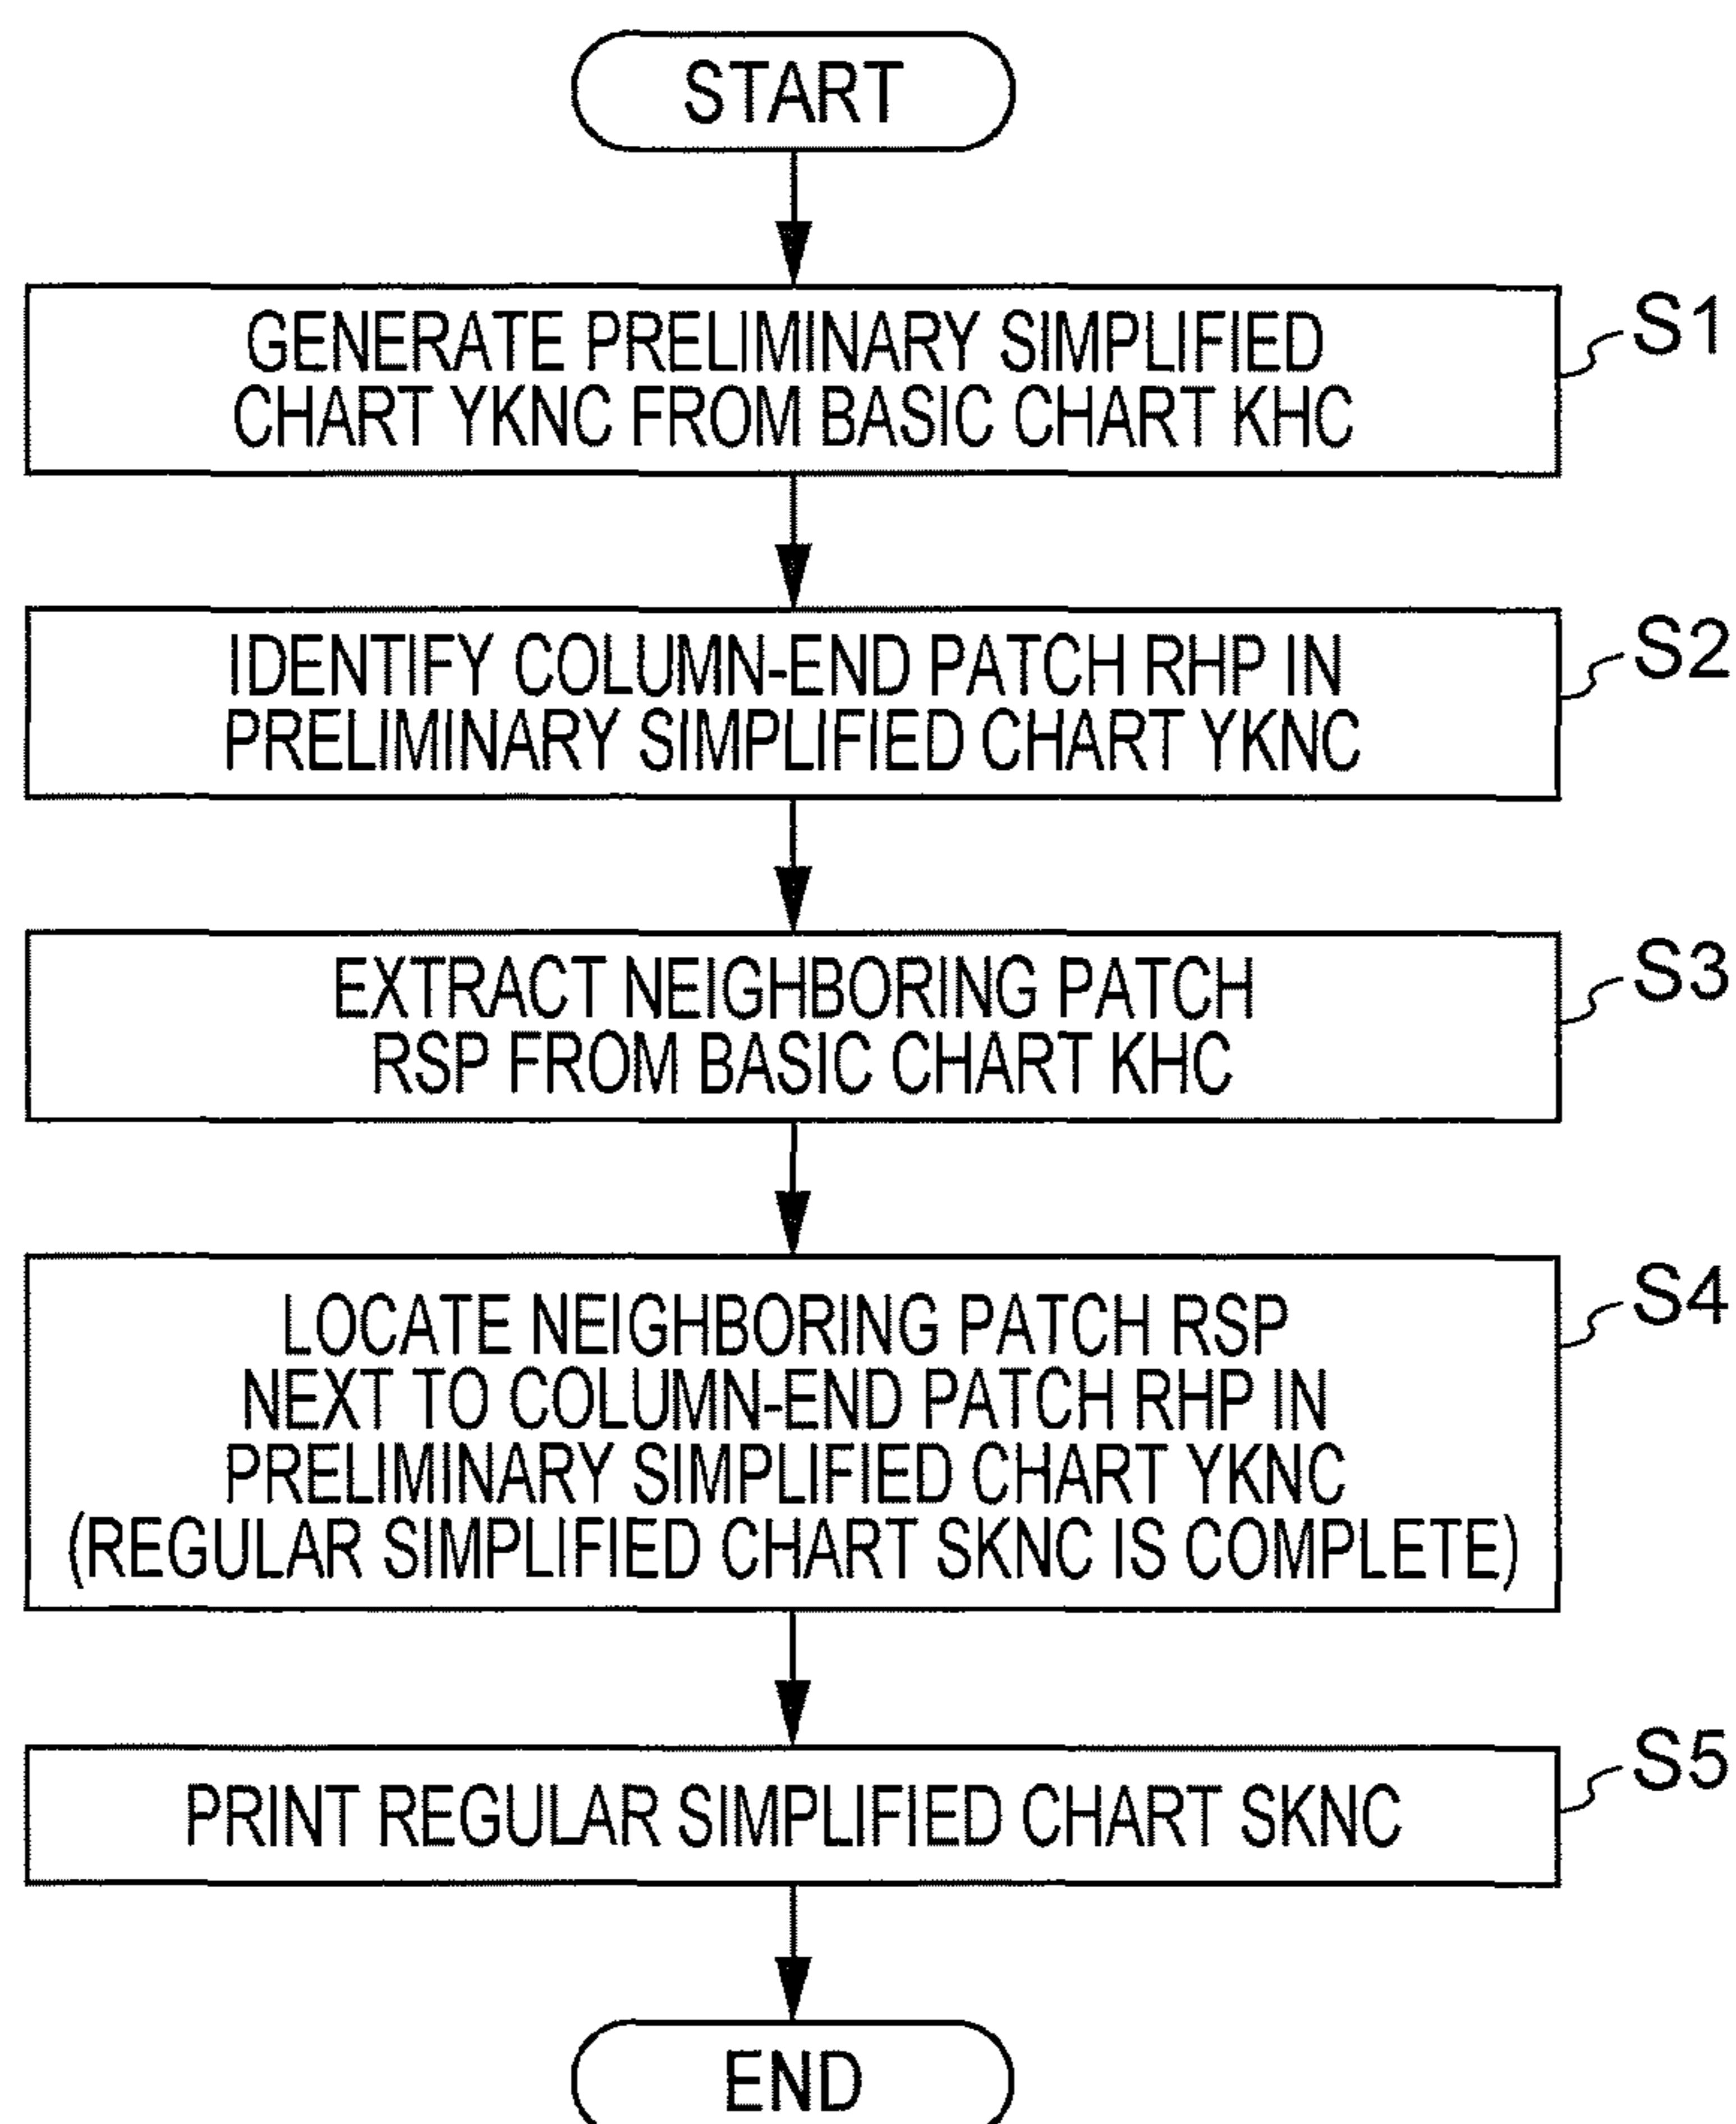 START
GENERATE PRELIMINARY SIMPLIFIED
CHART YKNC FROM BASIC CHART KHC
S1
IDENTIFY COLUMN-END PATCH RHP IN
PRELIMINARY SIMPLIFIED CHART YKNC
S2
EXTRACT NEIGHBORING PATCH
RSP FROM BASIC CHART KHC
S3
LOCATE NEIGHBORING PATCH RSP
NEXT TO COLUMN-END PATCH RHP IN
PRELIMINARY SIMPLIFIED CHART YKNC
(REGULAR SIMPLIFIED CHART SKNC IS COMPLETE)
S4
PRINT REGULAR SIMPLIFIED CHART SKNC
S5
END